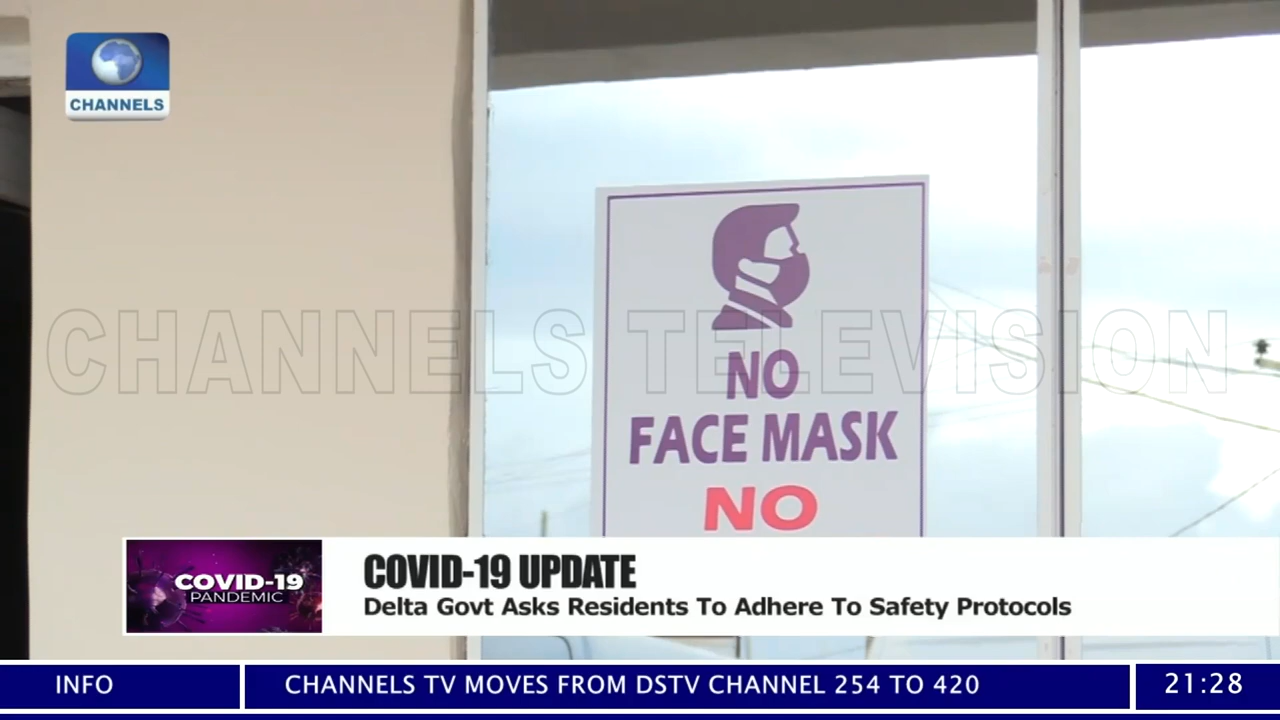 CHANNELS
CHANNELS TELEVISION
NO
FACE MASK
NO
COVID-19
PANDEMIC
COVID-19 UPDATE
Delta Govt Asks Residents To Adhere To Safety Protocols
INFO
CHANNELS TV MOVES FROM DSTV CHANNEL 254 TO 420
21:28